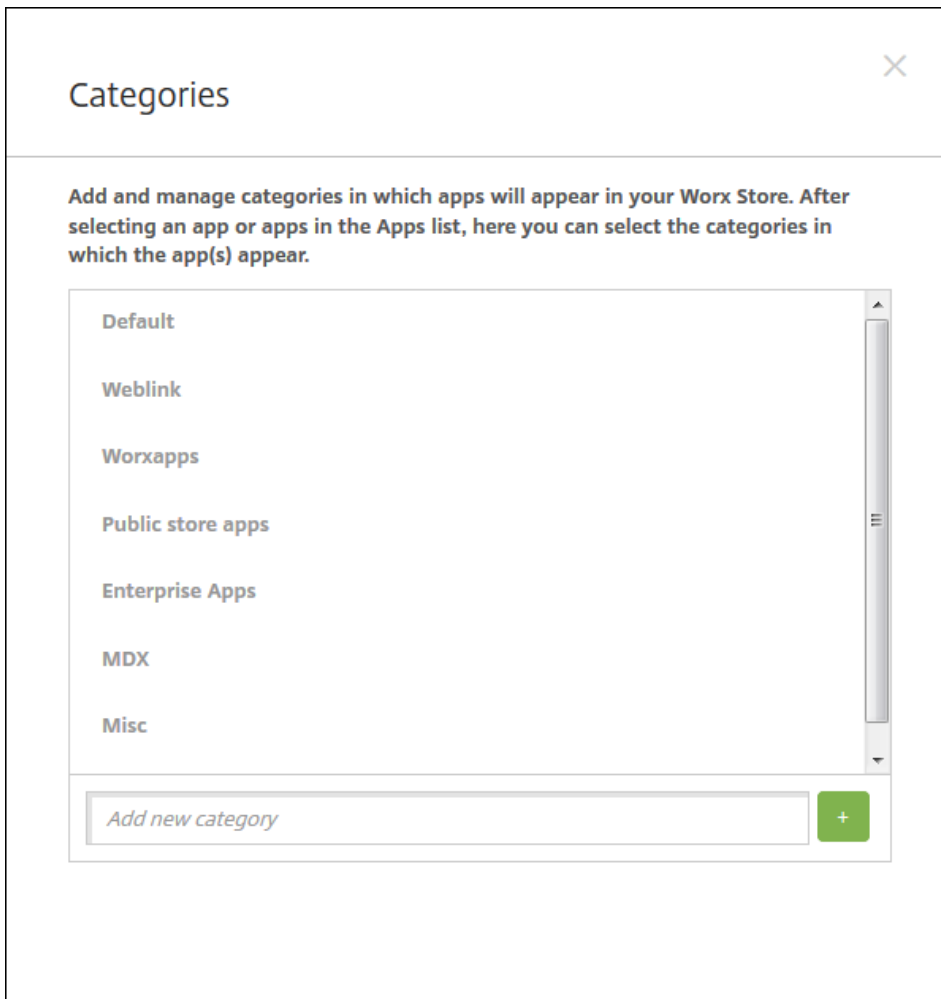 Categories
Add and manage categories in which apps will appear in your Worx Store. After
selecting an app or apps in the Apps list, here you can select the categories in
which the app(s) appear.
Default
Weblink
Worxapps
Public store apps
Enterprise Apps
MDX
Misc
Add new category
+